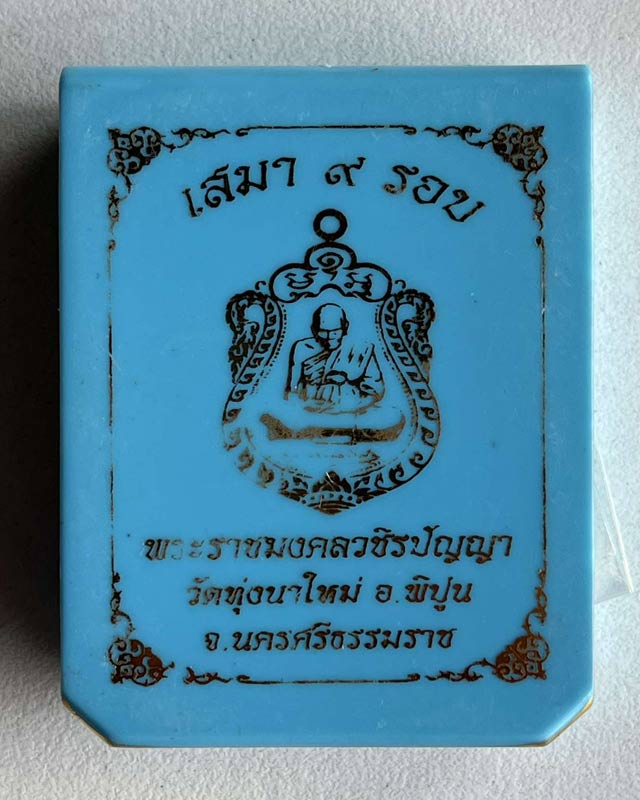 เสมา ๙ รอบ
พระราชมงคลวชิรปัญญา
วัดทุ่งนาใหม่ อ.พิปูน
จ.นครศรีธรรมราช